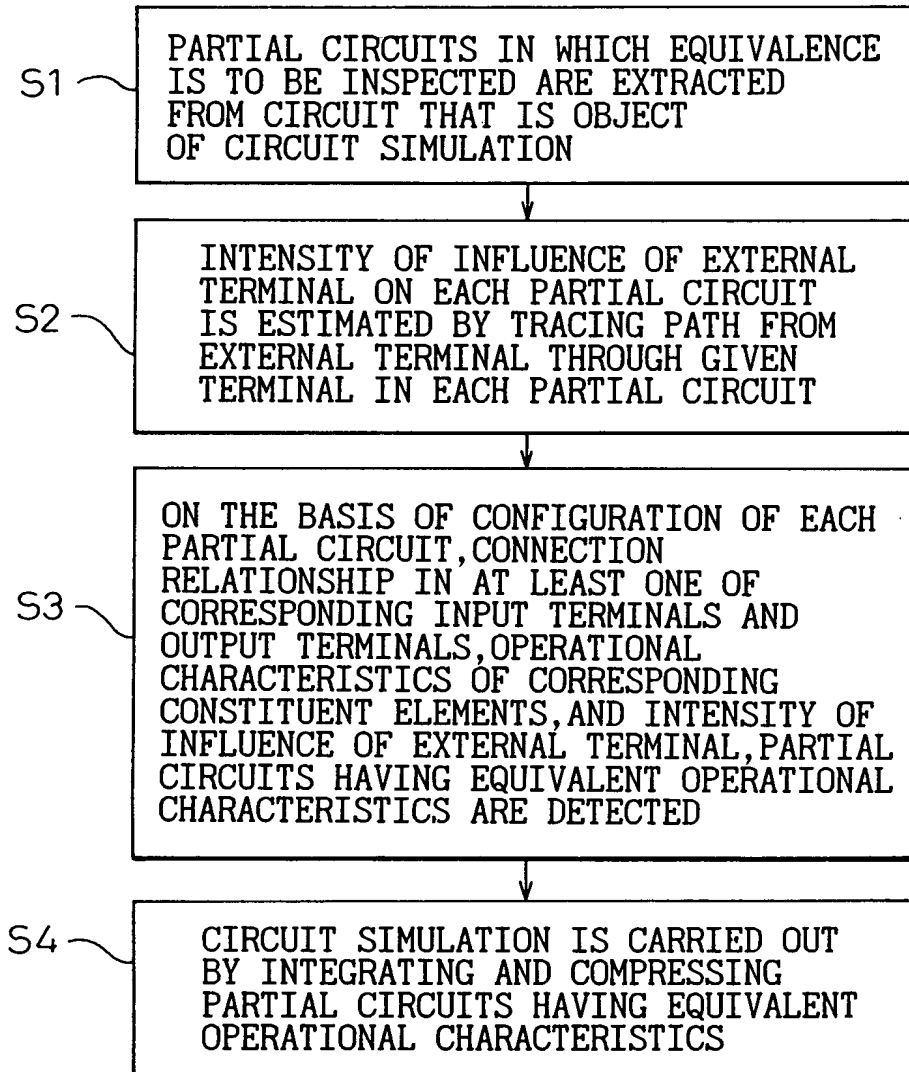 S1
PARTIAL CIRCUITS IN WHICH EQUIVALENCE
IS TO BE INSPECTED ARE EXTRACTED
FROM CIRCUIT THAT IS OBJECT
OF CIRCUIT SIMULATION
S2
INTENSITY OF INFLUENCE OF EXTERNAL
TERMINAL ON EACH PARTIAL CIRCUIT
IS ESTIMATED BY TRACING PATH FROM
EXTERNAL TERMINAL THROUGH GIVEN
TERMINAL IN EACH PARTIAL CIRCUIT
S3
ON THE BASIS OF CONFIGURATION OF EACH
PARTIAL CIRCUIT,CONNECTION
RELATIONSHIP IN AT LEAST ONE OF
CORRESPONDING INPUT TERMINALS AND
OUTPUT TERMINALS,OPERATIONAL
CHARACTERISTICS OF CORRESPONDING
CONSTITUENT ELEMENTS,AND INTENSITY OF
INFLUENCE OF EXTERNAL TERMINAL,PARTIAL
CIRCUITS HAVING EQUIVALENT OPERATIONAL
CHARACTERISTICS ARE DETECTED
S4
CIRCUIT SIMULATION IS CARRIED OUT
BY INTEGRATING AND COMPRESSING
PARTIAL CIRCUITS HAVING EQUIVALENT
OPERATIONAL CHARACTERISTICS